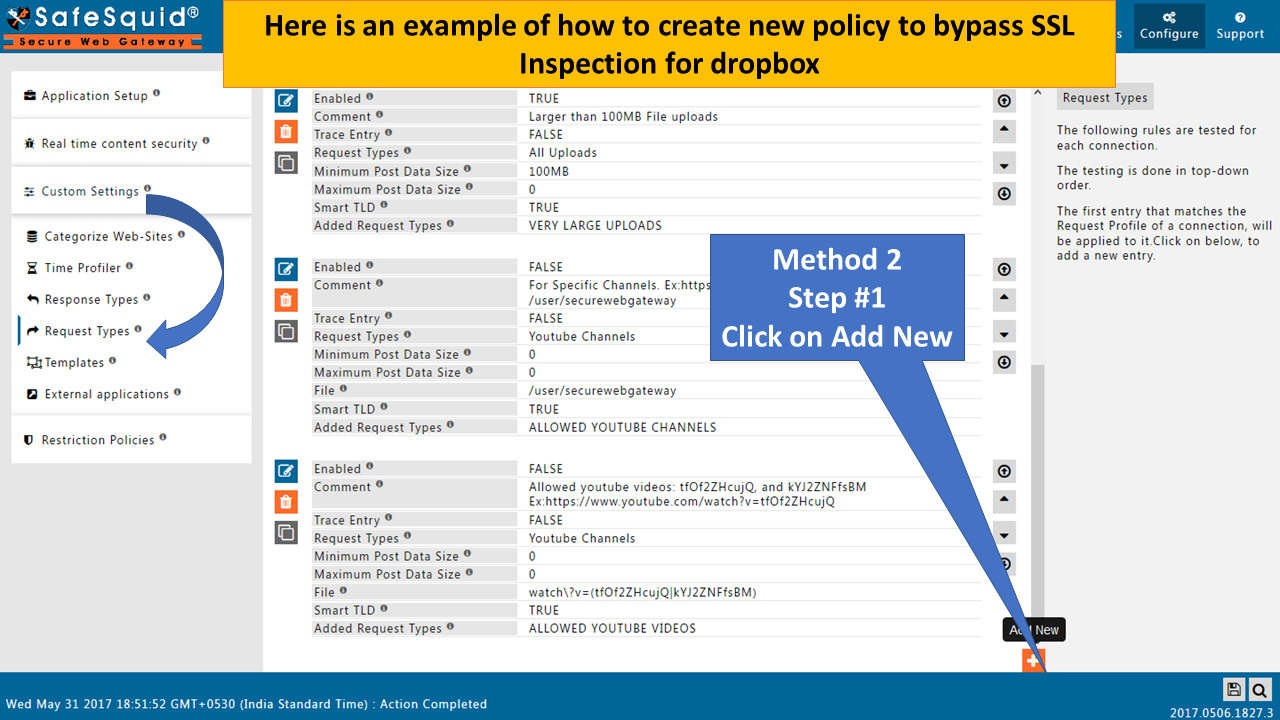 SafeSquid®
Secure Web Gateway
Here is an example of how to create new policy to bypass SSL
Inspection for dropbox
s
Configure
Support
Application Setup
Real time content security
Custom Settings
Categorize Web-Sites
Time Profiler
Response Types
Request Types
Templates
External applications
Restriction Policies
Enabled TRUE
Comment Larger than 100MB File uploads
Trace Entry FALSE
Request Types All Uploads
Minimum Post Data Size 100MB
Maximum Post Data Size 0
Smart TLD TRUE
Added Request Types VERY LARGE UPLOADS
Enabled FALSE
Comment For Specific Channels. Ex:https
/user/securewebgateway
Trace Entry FALSE
Request Types Youtube Channels
Minimum Post Data Size 0
Maximum Post Data Size 0
File /user/securewebgateway
Smart TLD TRUE
Added Request Types ALLOWED YOUTUBE CHANNELS
Enabled FALSE
Comment Allowed youtube videos: tfOf2ZHcujQ, and kYJ2ZNFfsBM
Ex:https://www.youtube.com/watch?v=tfOf2ZHcujQ
Trace Entry FALSE
Request Types Youtube Channels
Minimum Post Data Size 0
Maximum Post Data Size 0
File watch\?v=(tfOf2ZHcujQ|kYJ2ZNFfsBM)
Smart TLD TRUE
Added Request Types ALLOWED YOUTUBE VIDEOS
Method 2
Step #1
Click on Add New
Add New
Request Types
The following rules are tested for
each connection.
The testing is done in top-down
order.
The first entry that matches the
Request Profile of a connection, will
be applied to it.Click on below, to
add a new entry.
Wed May 31 2017 18:51:52 GMT+0530 (India Standard Time) : Action Completed
2017.0506.1827.3